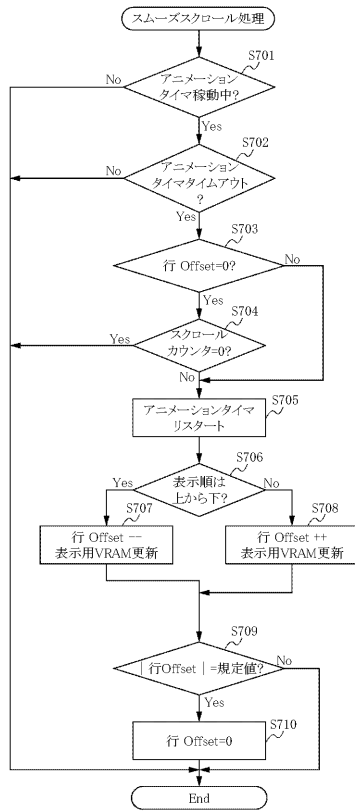 スムーズスクロール処理
S701
アニメーション
タイマ稼動中?
No
Yes
S702
アニメーション
タイマタイムアウト
?
No
Yes
S703
行 Offset=0?
No
Yes
S704
スクロール
カウンタ=0?
Yes
No
S705
アニメーションタイマ
リスタート
S706
表示順は
上から下?
Yes
No
S707
行 Offset --
表示用VRAM更新
S708
行 Offset ++
表示用VRAM更新
S709
|行Offset|=規定値?
No
Yes
S710
行 Offset=0
End